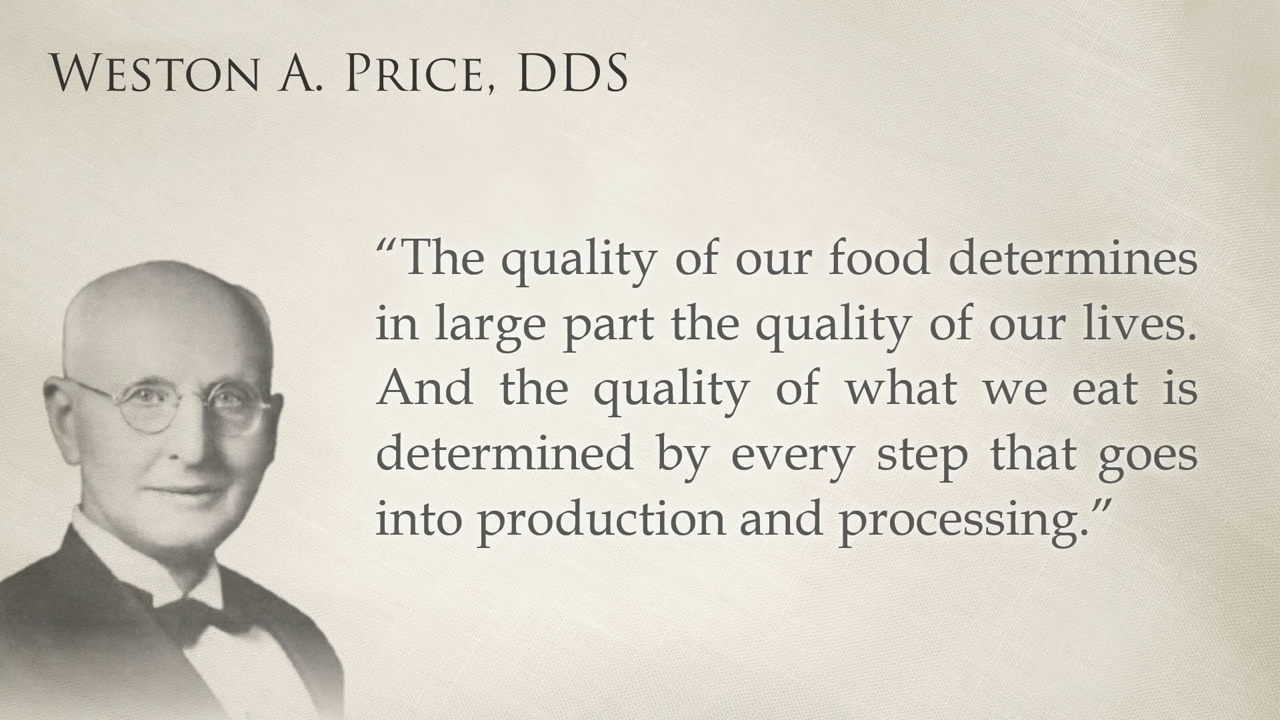 Weston A. Price, DDS
“The quality of our food determines
in large part the quality of our lives.
And the quality of what we eat is
determined by every step that goes
into production and processing.”